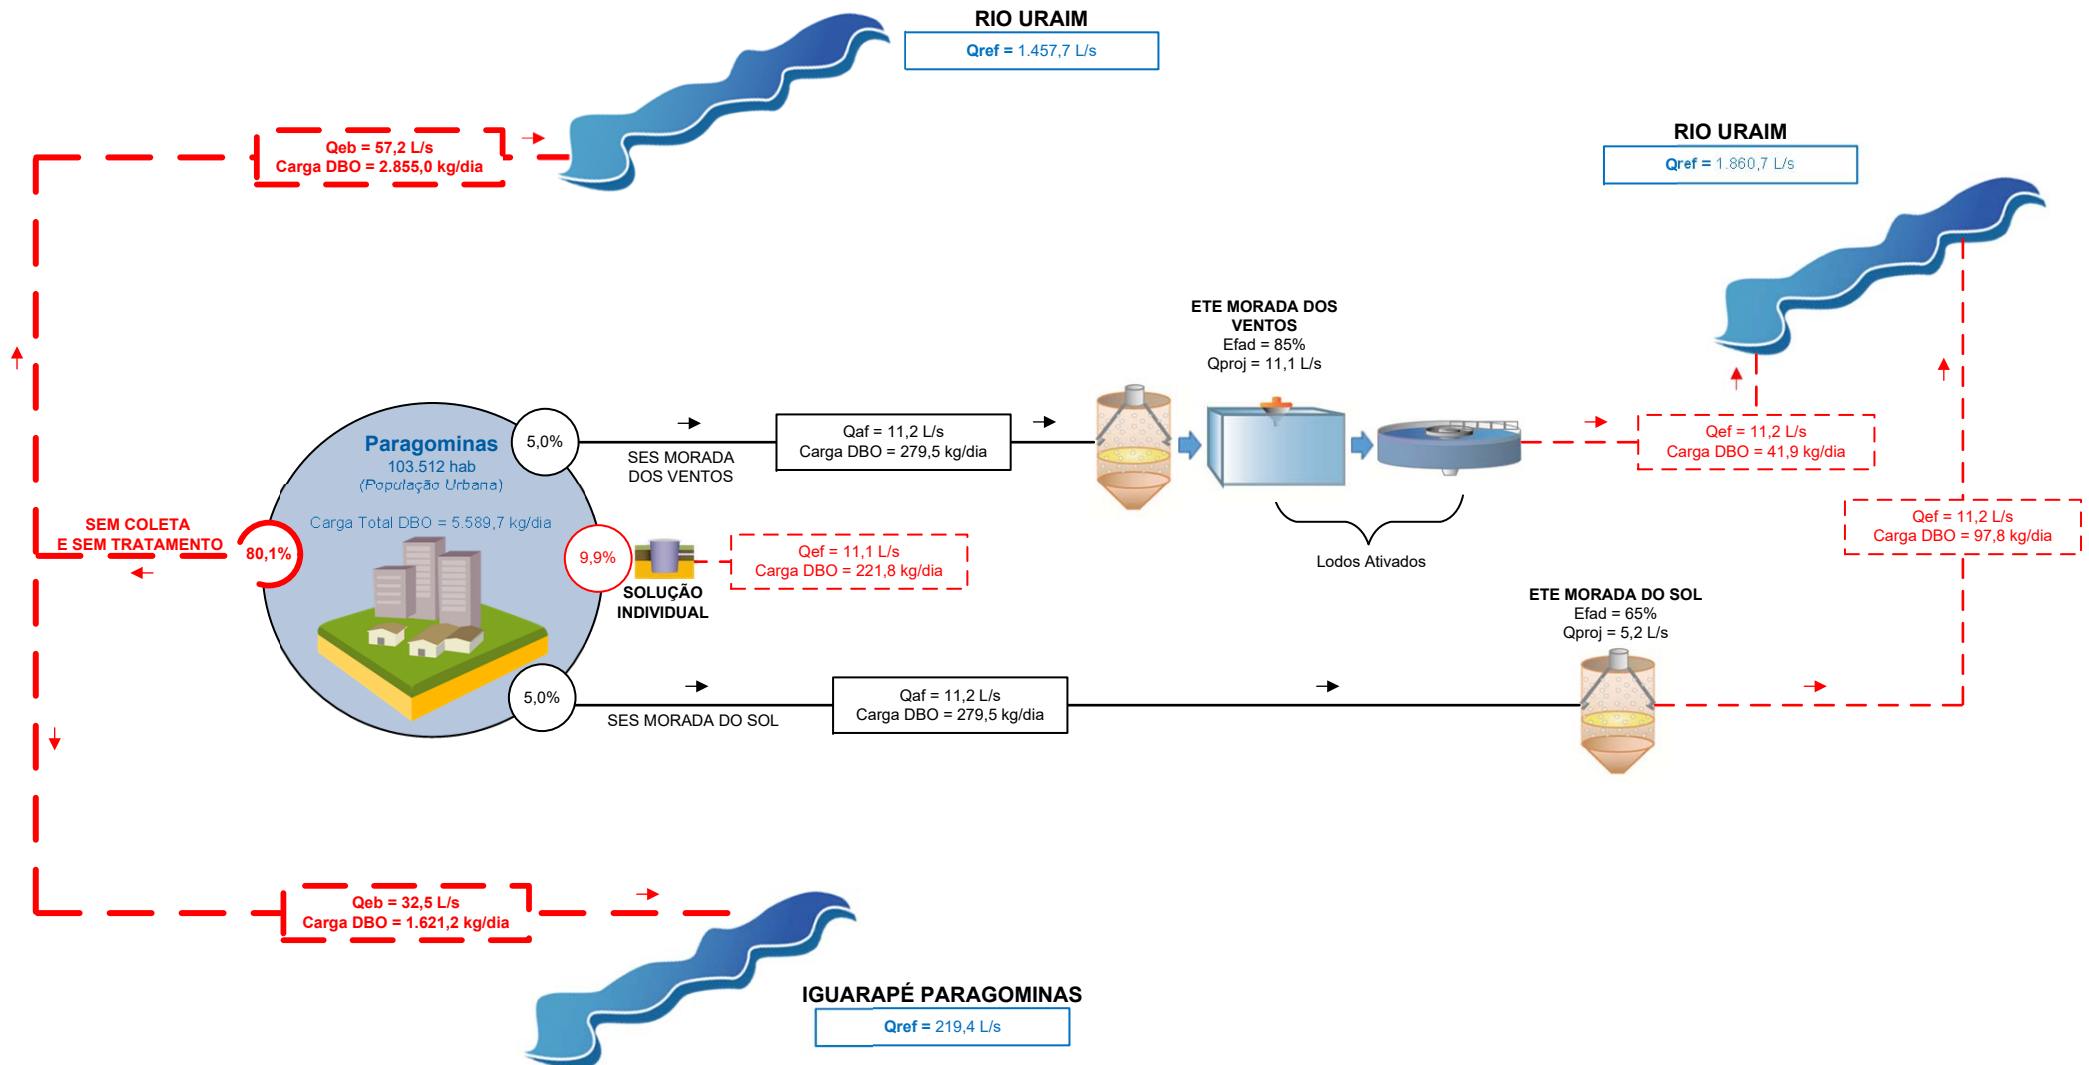 RIO URAIM
Qref = 1.457,7 L/s
Qeb = 57,2 L/s
Carga DBO = 2.855,0 kg/dia
RIO URAIM
Qref = 1.860,7 L/s
ETE MORADA DOS
VENTOS
Efad = 85%
Qproj = 11,1 L/s
Paragominas
103.512 hab
(População Urbana)
Carga Total DBO = 5.589,7 kg/dia
5,0%
SES MORADA
DOS VENTOS
Qaf = 11,2 L/s
Carga DBO = 279,5 kg/dia
Qef = 11,2 L/s
Carga DBO = 41,9 kg/dia
Lodos Ativados
SEM COLETA
E SEM TRATAMENTO
80,1%
9,9%
SOLUÇÃO
INDIVIDUAL
Qef = 11,1 L/s
Carga DBO = 221,8 kg/dia
Qef = 11,2 L/s
Carga DBO = 97,8 kg/dia
ETE MORADA DO SOL
Efad = 65%
Qproj = 5,2 L/s
5,0%
SES MORADA DO SOL
Qaf = 11,2 L/s
Carga DBO = 279,5 kg/dia
Qeb = 32,5 L/s
Carga DBO = 1.621,2 kg/dia
IGUARAPÉ PARAGOMINAS
Qref = 219,4 L/s